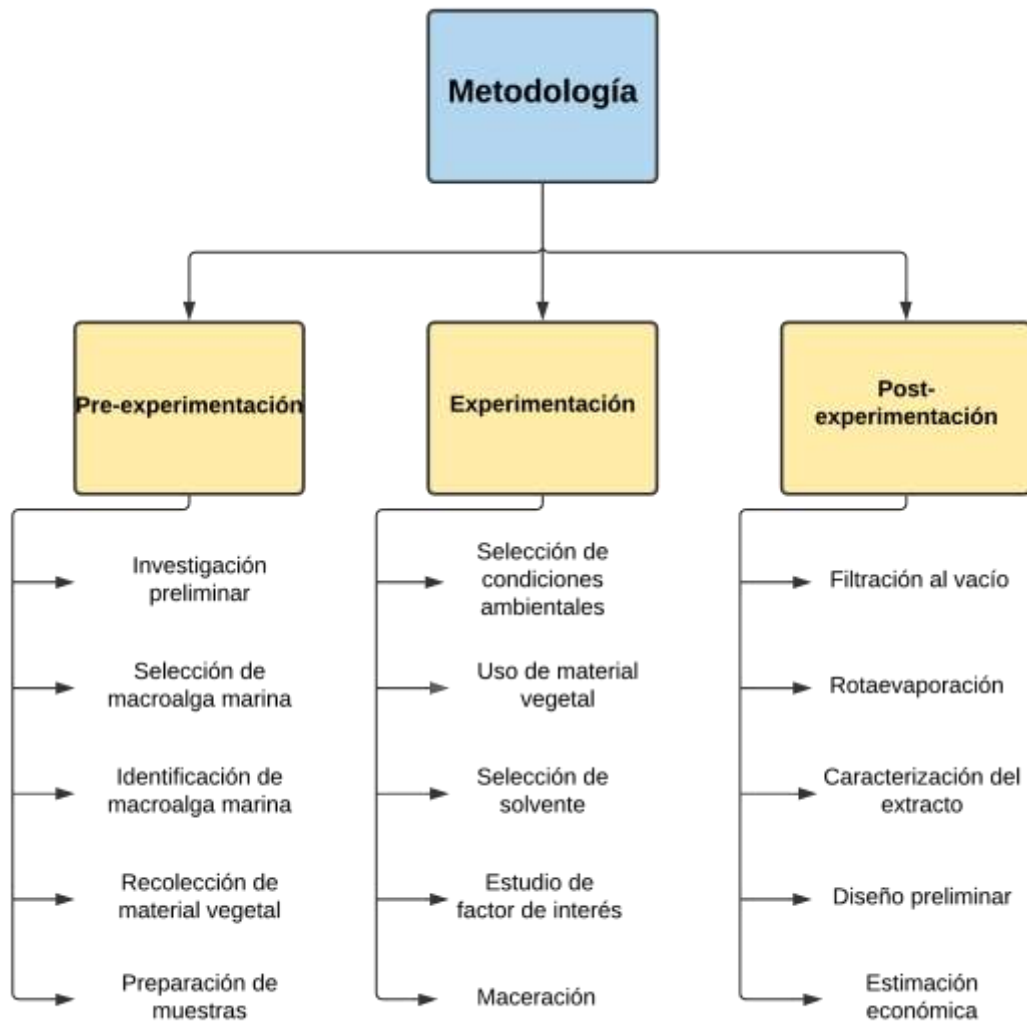 Metodología
Pre-experimentación
Investigación
preliminar
Selección de
macroalga marina
Identificación de
macroalga marina
Recolección de
material vegetal
Preparación de
muestras
Experimentación
Selección de
condiciones
ambientales
Uso de material
vegetal
Selección de
solvente
Estudio de
factor de interés
Maceración
Post-
experimentación
Filtración al vacío
Rotaevaporación
Caracterización del
extracto
Diseño preliminar
Estimación
económica